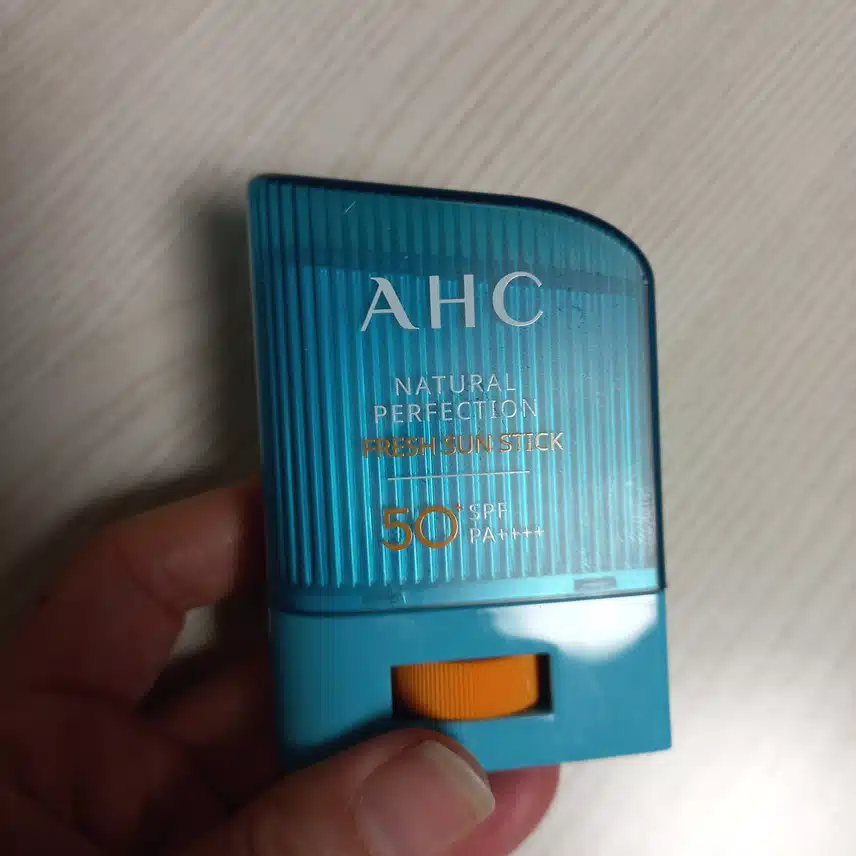 AHC
NATURAL
PERFECTION
FRESH SUN STICK
50+ SPF
PA++++